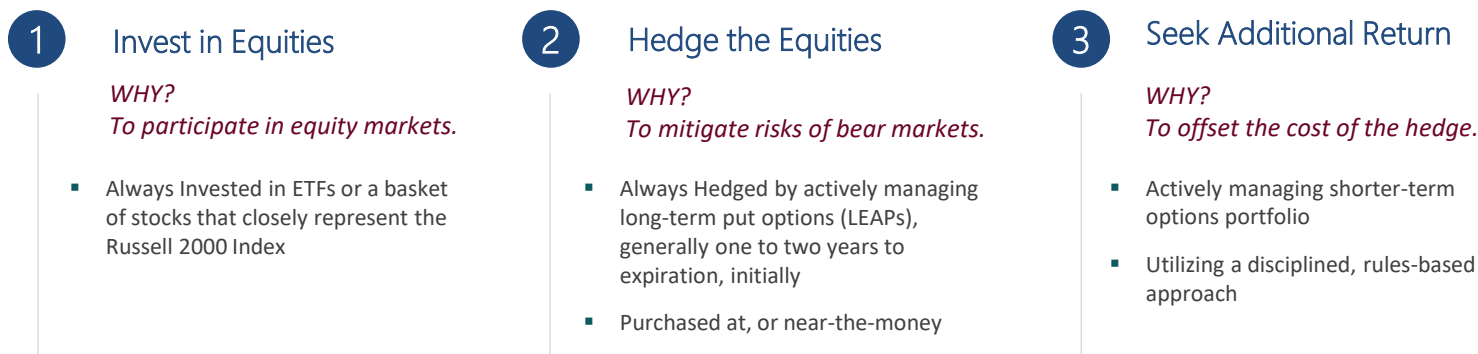 1
Invest in Equities
WHY?
To participate in equity markets.
▪ Always Invested in ETFs or a basket
of stocks that closely represent the
Russell 2000 Index
2
Hedge the Equities
WHY?
To mitigate risks of bear markets.
▪ Always Hedged by actively managing
long-term put options (LEAPs),
generally one to two years to
expiration, initially
▪ Purchased at, or near-the-money
3
Seek Additional Return
WHY?
To offset the cost of the hedge.
▪ Actively managing shorter-term
options portfolio
▪ Utilizing a disciplined, rules-based
approach